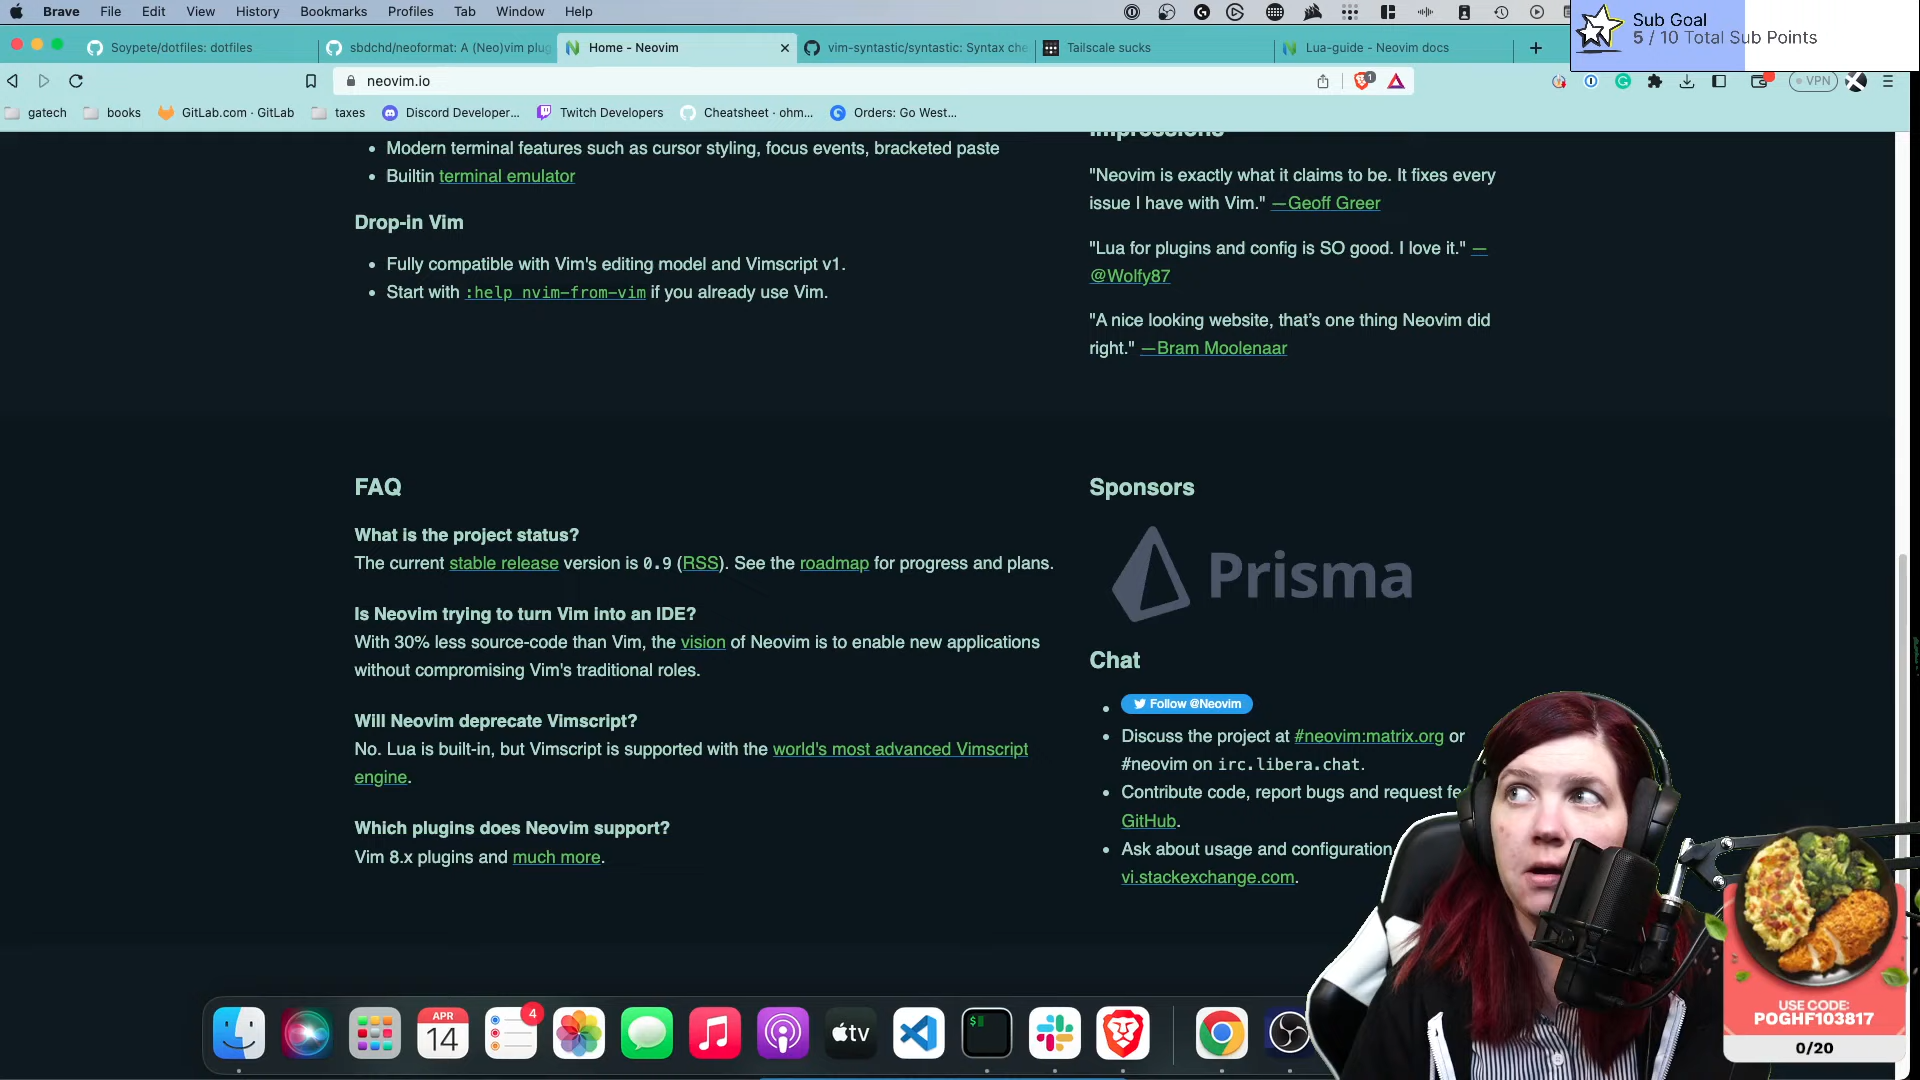 Brave File Edit View History Bookmarks Profiles Tab Window Help
Sub Goal
5 / 10 Total Sub Points
Soypete/dotfiles: dotfiles
sbdchd/neoformat: A (Neo)vim plug
Home - Neovim
vim-syntastic/syntastic: Syntax che
Tailscale sucks
Lua-guide - Neovim docs
neovim.io
1
VPN
gatech books GitLab.com · GitLab taxes Discord Developer... Twitch Developers Cheatsheet · ohm... Orders: Go West...
Modern terminal features such as cursor styling, focus events, bracketed paste
Builtin terminal emulator
Drop-in Vim
Fully compatible with Vim's editing model and Vimscript v1.
Start with :help nvim-from-vim if you already use Vim.
Impressions
"Neovim is exactly what it claims to be. It fixes every
issue I have with Vim." —Geoff Greer
"Lua for plugins and config is SO good. I love it." —
@Wolfy87
"A nice looking website, that’s one thing Neovim did
right." —Bram Moolenaar
FAQ
What is the project status?
The current stable release version is 0.9 (RSS). See the roadmap for progress and plans.
Is Neovim trying to turn Vim into an IDE?
With 30% less source-code than Vim, the vision of Neovim is to enable new applications
without compromising Vim's traditional roles.
Will Neovim deprecate Vimscript?
No. Lua is built-in, but Vimscript is supported with the world's most advanced Vimscript
engine.
Which plugins does Neovim support?
Vim 8.x plugins and much more.
Sponsors
Prisma
Chat
Follow @Neovim
Discuss the project at #neovim:matrix.org or
#neovim on irc.libera.chat.
Contribute code, report bugs and request fe
GitHub.
Ask about usage and configuration
vi.stackexchange.com.
APR
14
4
tv
$
USE CODE:
POGHF103817
0/20